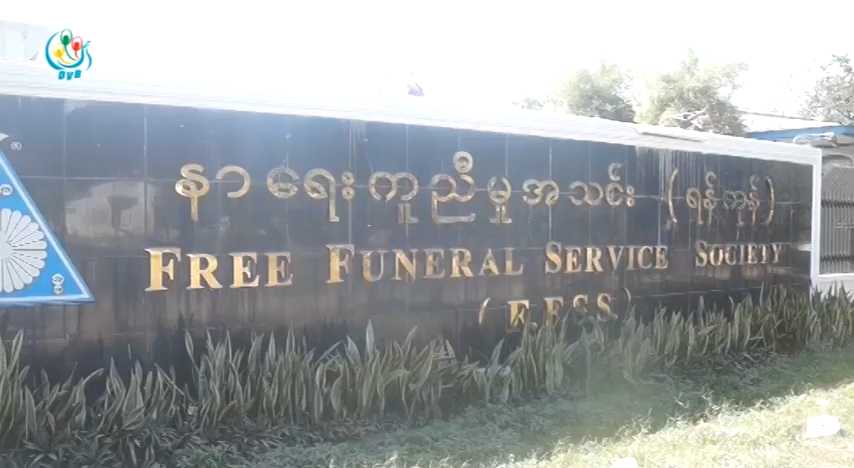 DVB
နာရေးကူညီမှုအသင်း (ရန်ကုန်)
FREE FUNERAL SERVICE SOCIETY
(F.F.S.S)